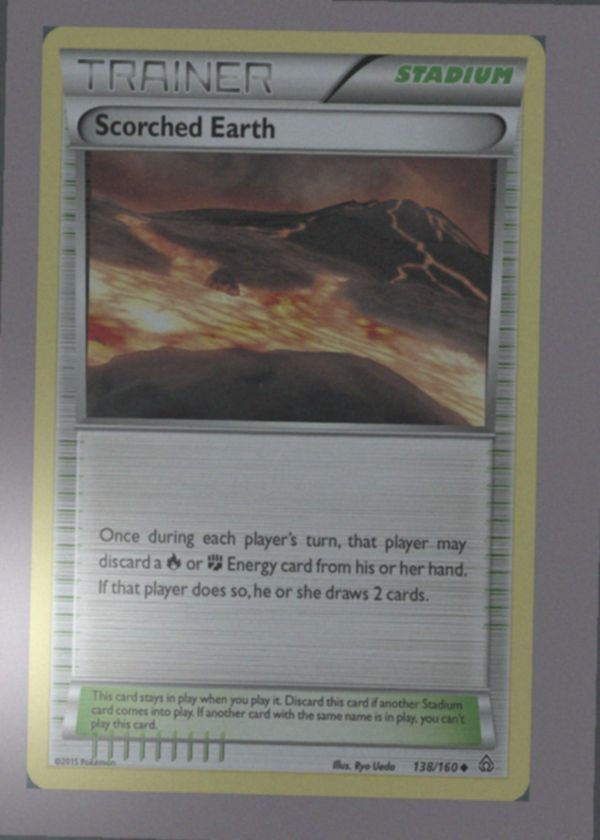 TRAINER STADIUM
Scorched Earth
Once during each player's turn, that player may
discard a or Energy card from his or her hand.
If that player does so, he or she draws 2 cards.
This card stays in play when you play it. Discard this card if another Stadium
card comes into play. If another card with the same name is in play, you can't
play this card.
©2015 Pokémon Illus. Ryo Ueda 138/160